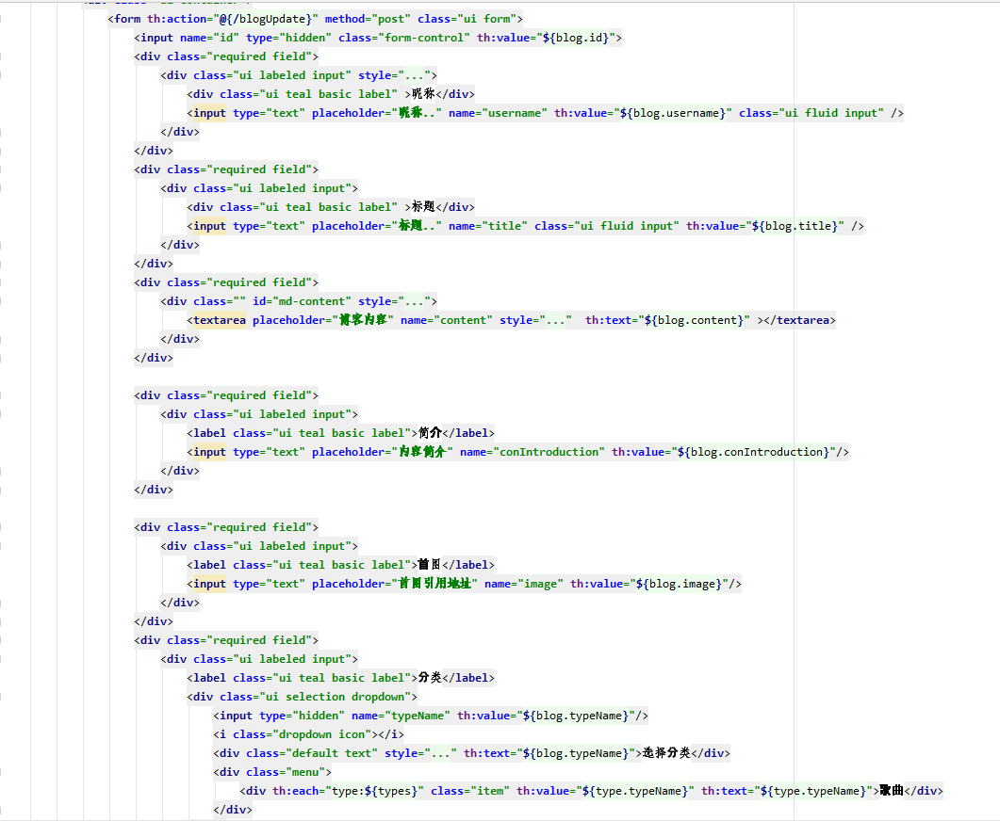 <form th:action="@{/blogUpdate}" method="post" class="ui form">
<input name="id" type="hidden" class="form-control" th:value="${blog.id}">
<div class="required field">
<div class="ui labeled input" style="...">
<div class="ui teal basic label" >昵称</div>
<input type="text" placeholder="昵称.." name="username" th:value="${blog.username}" class="ui fluid input" />
</div>
</div>
<div class="required field">
<div class="ui labeled input">
<div class="ui teal basic label" >标题</div>
<input type="text" placeholder="标题.." name="title" class="ui fluid input" th:value="${blog.title}" />
</div>
</div>
<div class="required field">
<div class="" id="md-content" style="...">
<textarea placeholder="博客内容" name="content" style="..."  th:text="${blog.content}" ></textarea>
</div>
</div>
<div class="required field">
<div class="ui labeled input">
<label class="ui teal basic label">简介</label>
<input type="text" placeholder="内容简介" name="conIntroduction" th:value="${blog.conIntroduction}"/>
</div>
</div>
<div class="required field">
<div class="ui labeled input">
<label class="ui teal basic label">首图</label>
<input type="text" placeholder="首图引用地址" name="image" th:value="${blog.image}"/>
</div>
</div>
<div class="required field">
<div class="ui labeled input">
<label class="ui teal basic label">分类</label>
<div class="ui selection dropdown">
<input type="hidden" name="typeName" th:value="${blog.typeName}"/>
<i class="dropdown icon"></i>
<div class="default text" style="..." th:text="${blog.typeName}">选择分类</div>
<div class="menu">
<div th:each="type:${types}" class="item" th:value="${type.typeName}" th:text="${type.typeName}">歌曲</div>
</div>